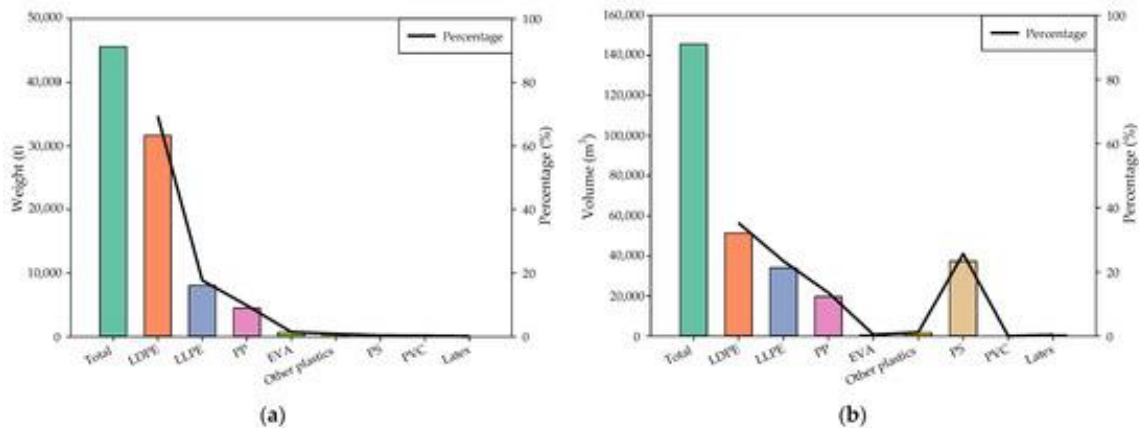 50,000
40,000
30,000
20,000
10,000
0
Weight (t)
100
80
60
40
20
0
Percentage (%)
Percentage
Total
LDPE
LLPE
PP
EVA
Other plastics
PS
PVC
Latex
(a)
160,000
140,000
120,000
100,000
80,000
60,000
40,000
20,000
0
Volume (m³)
100
80
60
40
20
0
Percentage (%)
Percentage
Total
LDPE
LLPE
PP
EVA
Other plastics
PS
PVC
Latex
(b)